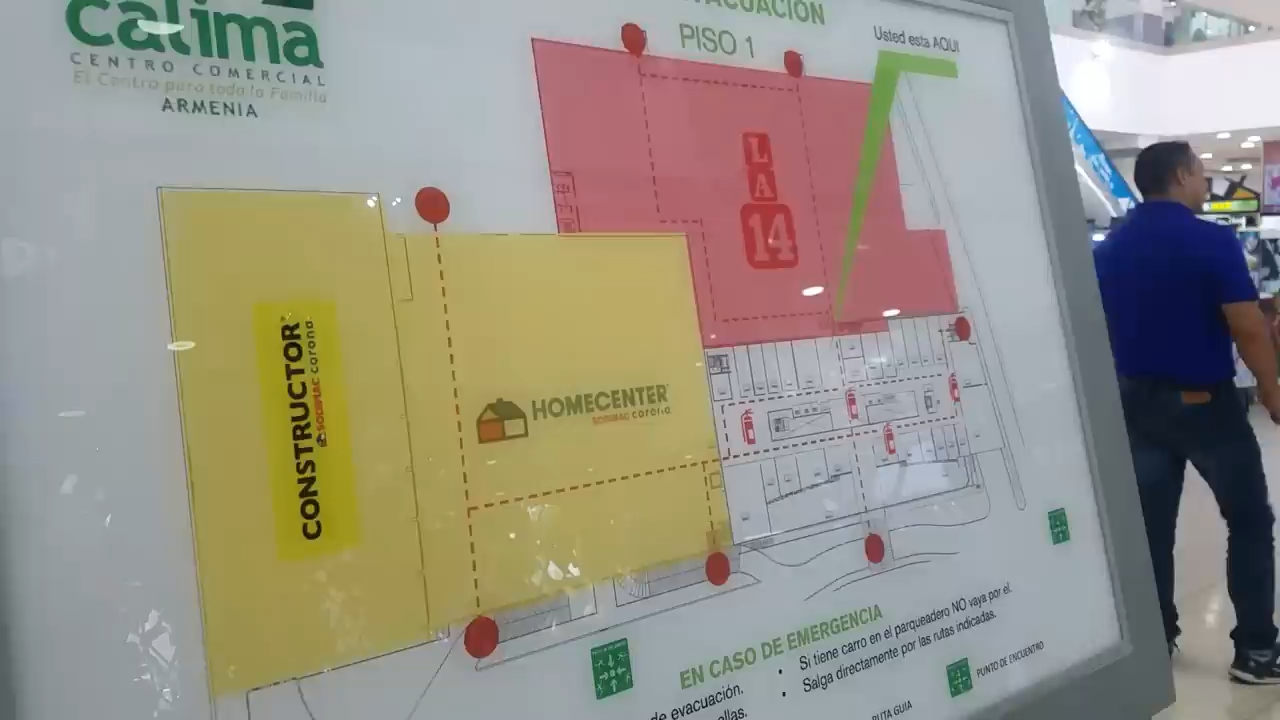 calima
CENTRO COMERCIAL
El Centro para toda la Familia
ARMENIA
EVACUACIÓN
PISO 1
Usted esta AQUI
LA 14
CONSTRUCTOR
SODIMAC corona
HOMECENTER
SODIMAC corona
EN CASO DE EMERGENCIA
de evacuación.
• Si tiene carro en el parqueadero NO vaya por el.
• Salga directamente por las rutas indicadas.
RUTA GUIA
PUNTO DE ENCUENTRO